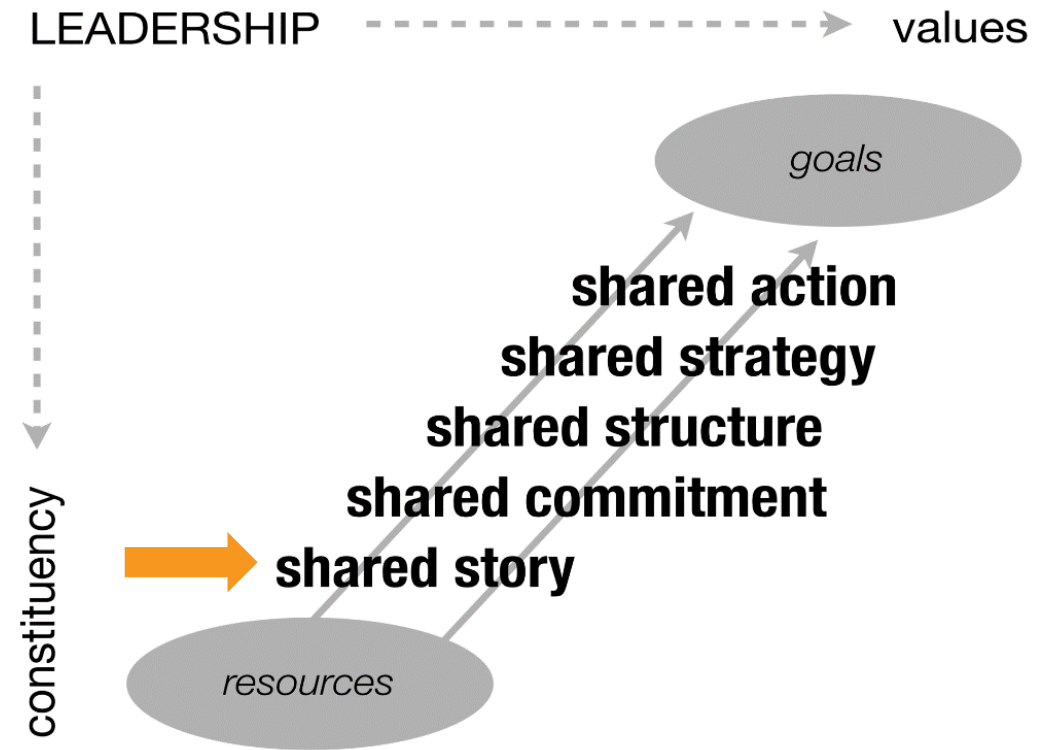 LEADERSHIP
values
goals
shared action
shared strategy
shared structure
shared commitment
shared story
constituency
resources